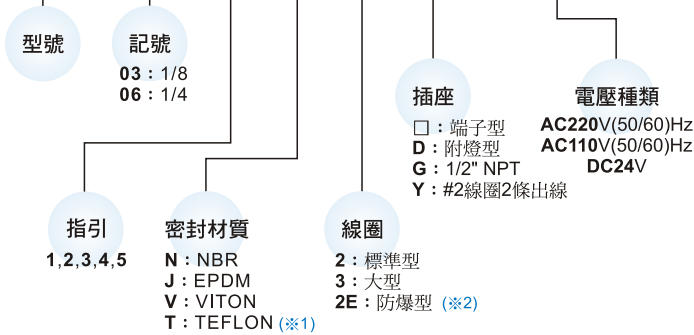 型號
記號
03：1/8
06：1/4
插座
□：端子型
D：附燈型
G：1/2" NPT
Y：#2線圈2條出線
電壓種類
AC220V(50/60)Hz
AC110V(50/60)Hz
DC24V
指引
1,2,3,4,5
密封材質
N：NBR
J：EPDM
V：VITON
T：TEFLON (※1)
線圈
2：標準型
3：大型
2E：防爆型 (※2)